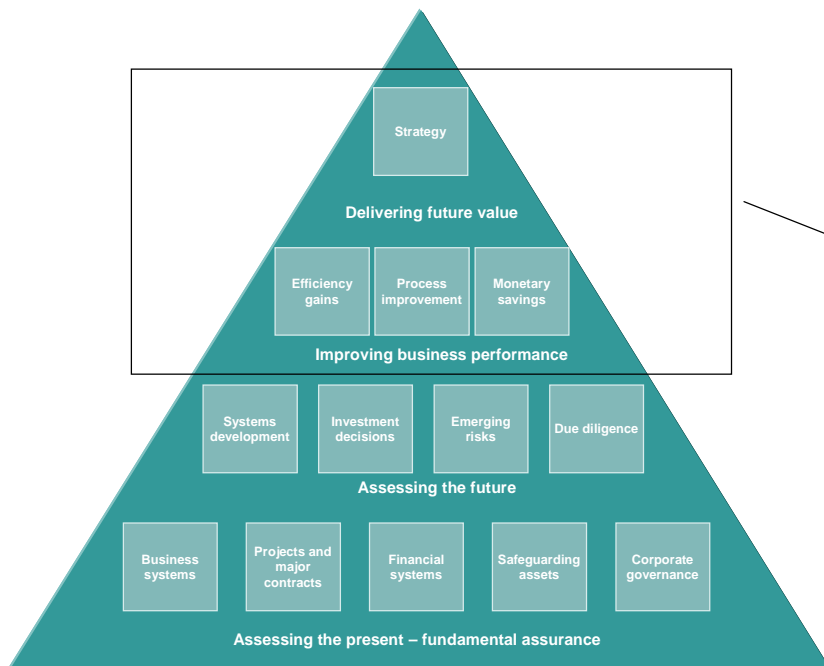 Strategy
Delivering future value
Efficiency
gains
Process
improvement
Monetary
savings
Improving business performance
Systems
development
Investment
decisions
Emerging
risks
Due diligence
Assessing the future
Business
systems
Projects and
major
contracts
Financial
systems
Safeguarding
assets
Corporate
governance
Assessing the present – fundamental assurance